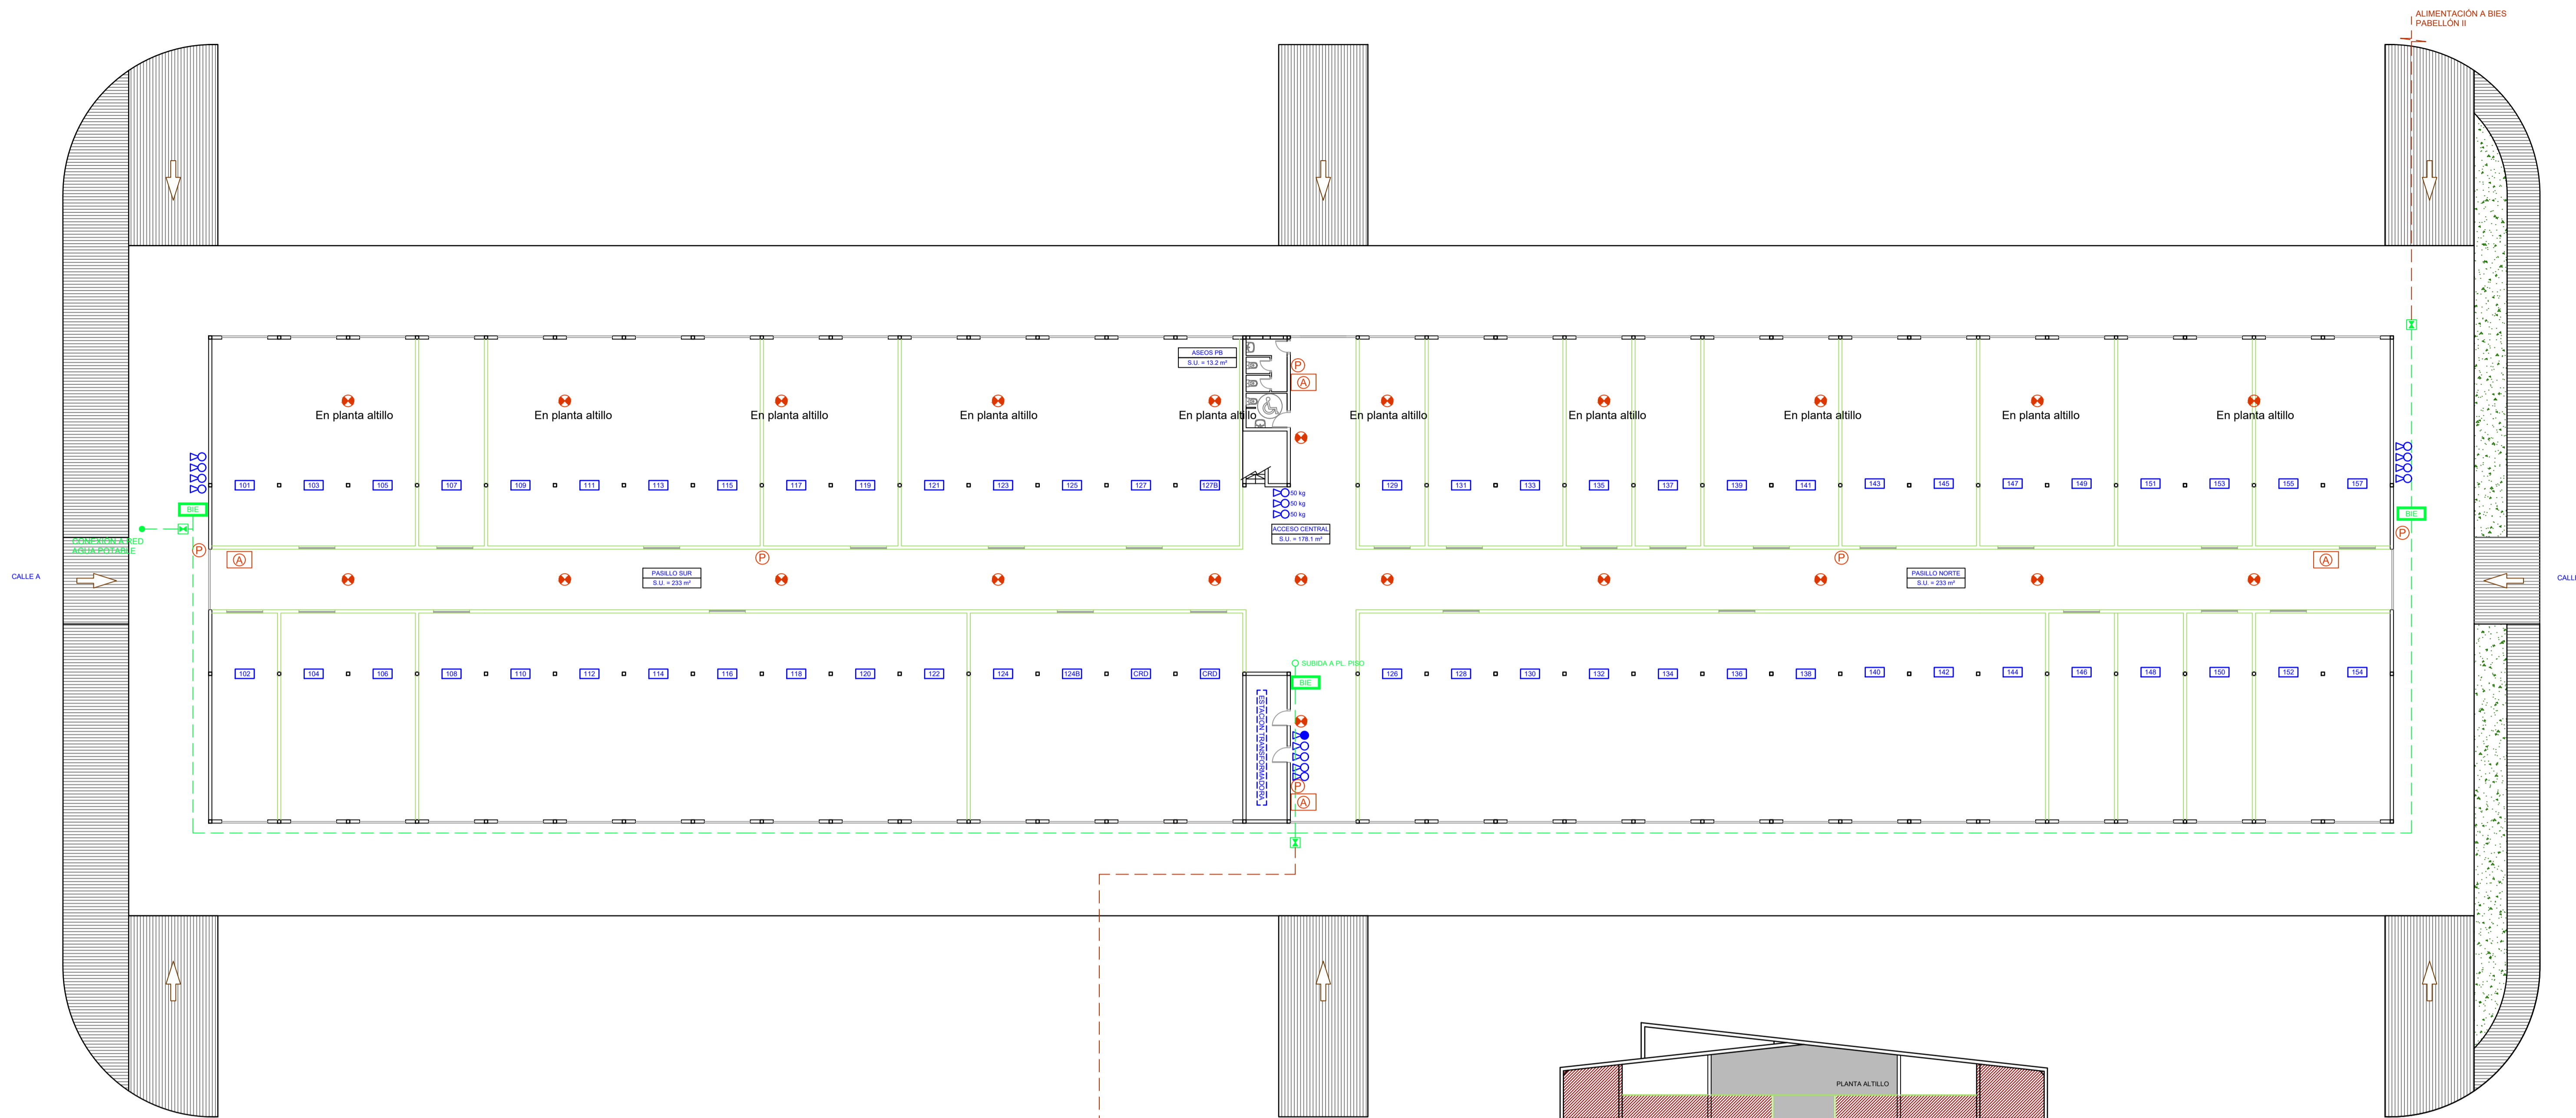 ALIMENTACIÓN A BIES
PABELLÓN II
ASEOS PB
S.U. = 13.2 m²
P
A
En planta altillo
En planta altillo
En planta altillo
En planta altillo
En planta altillo
En planta altillo
En planta altillo
En planta altillo
En planta altillo
En planta altillo
101
103
105
107
109
111
113
115
117
119
121
123
125
127
127B
129
131
133
135
137
139
141
143
145
147
149
151
153
155
157
50 kg
50 kg
50 kg
BIE
BIE
ACCESO CENTRAL
S.U. = 178.1 m²
CONEXIÓN A RED
AGUA POTABLE
P
A
P
P
A
P
CALLE A
PASILLO SUR
S.U. = 233 m²
PASILLO NORTE
S.U. = 233 m²
CALLE
SUBIDA A PL. PISO
BIE
102
104
106
108
110
112
114
116
118
120
122
124
124B
CRD
CRD
126
128
130
132
134
136
138
140
142
144
146
148
150
152
154
ESTACIÓN TRANSFORMADORA
P
A
PLANTA ALTILLO